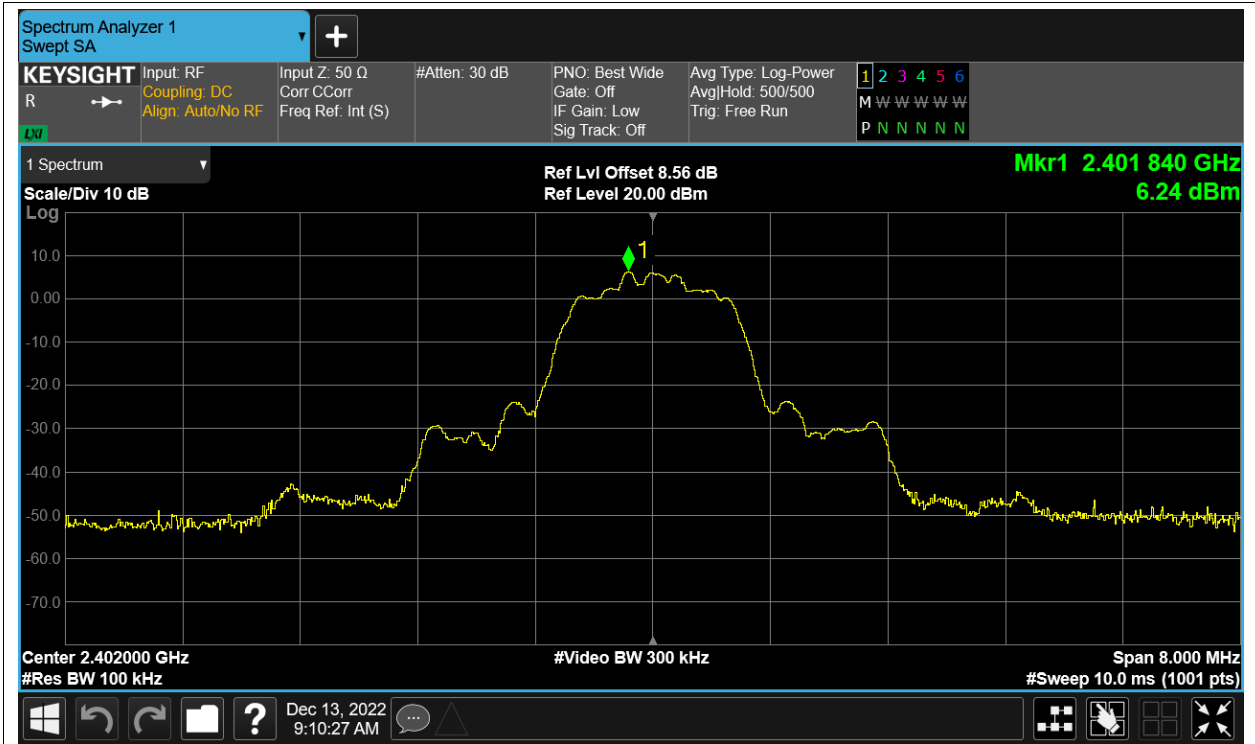 Spectrum Analyzer 1
Swept SA
+
KEYSIGHT
R
LXI
Input: RF
Coupling: DC
Align: Auto/No RF
Input Z: 50 Ω
Corr CCorr
Freq Ref: Int (S)
#Atten: 30 dB
PNO: Best Wide
Gate: Off
IF Gain: Low
Sig Track: Off
Avg Type: Log-Power
Avg|Hold: 500/500
Trig: Free Run
1 2 3 4 5 6
M W W W W W
P N N N N N
1 Spectrum
Scale/Div 10 dB
Log
Ref Lvl Offset 8.56 dB
Ref Level 20.00 dBm
Mkr1 2.401 840 GHz
6.24 dBm
1
10.0
0.00
-10.0
-20.0
-30.0
-40.0
-50.0
-60.0
-70.0
Center 2.402000 GHz
#Res BW 100 kHz
#Video BW 300 kHz
Span 8.000 MHz
#Sweep 10.0 ms (1001 pts)
?
Dec 13, 2022
9:10:27 AM